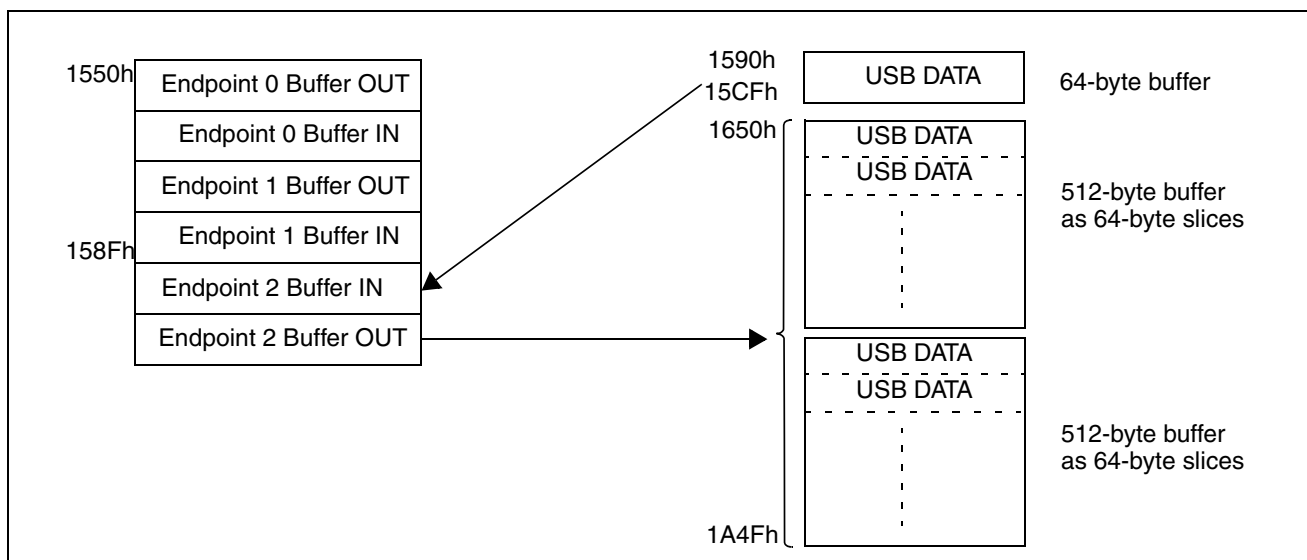 1550h
Endpoint 0 Buffer OUT
Endpoint 0 Buffer IN
Endpoint 1 Buffer OUT
Endpoint 1 Buffer IN
158Fh
Endpoint 2 Buffer IN
Endpoint 2 Buffer OUT
1590h
15CFh
USB DATA
64-byte buffer
1650h
USB DATA
USB DATA
512-byte buffer
as 64-byte slices
USB DATA
USB DATA
512-byte buffer
as 64-byte slices
1A4Fh